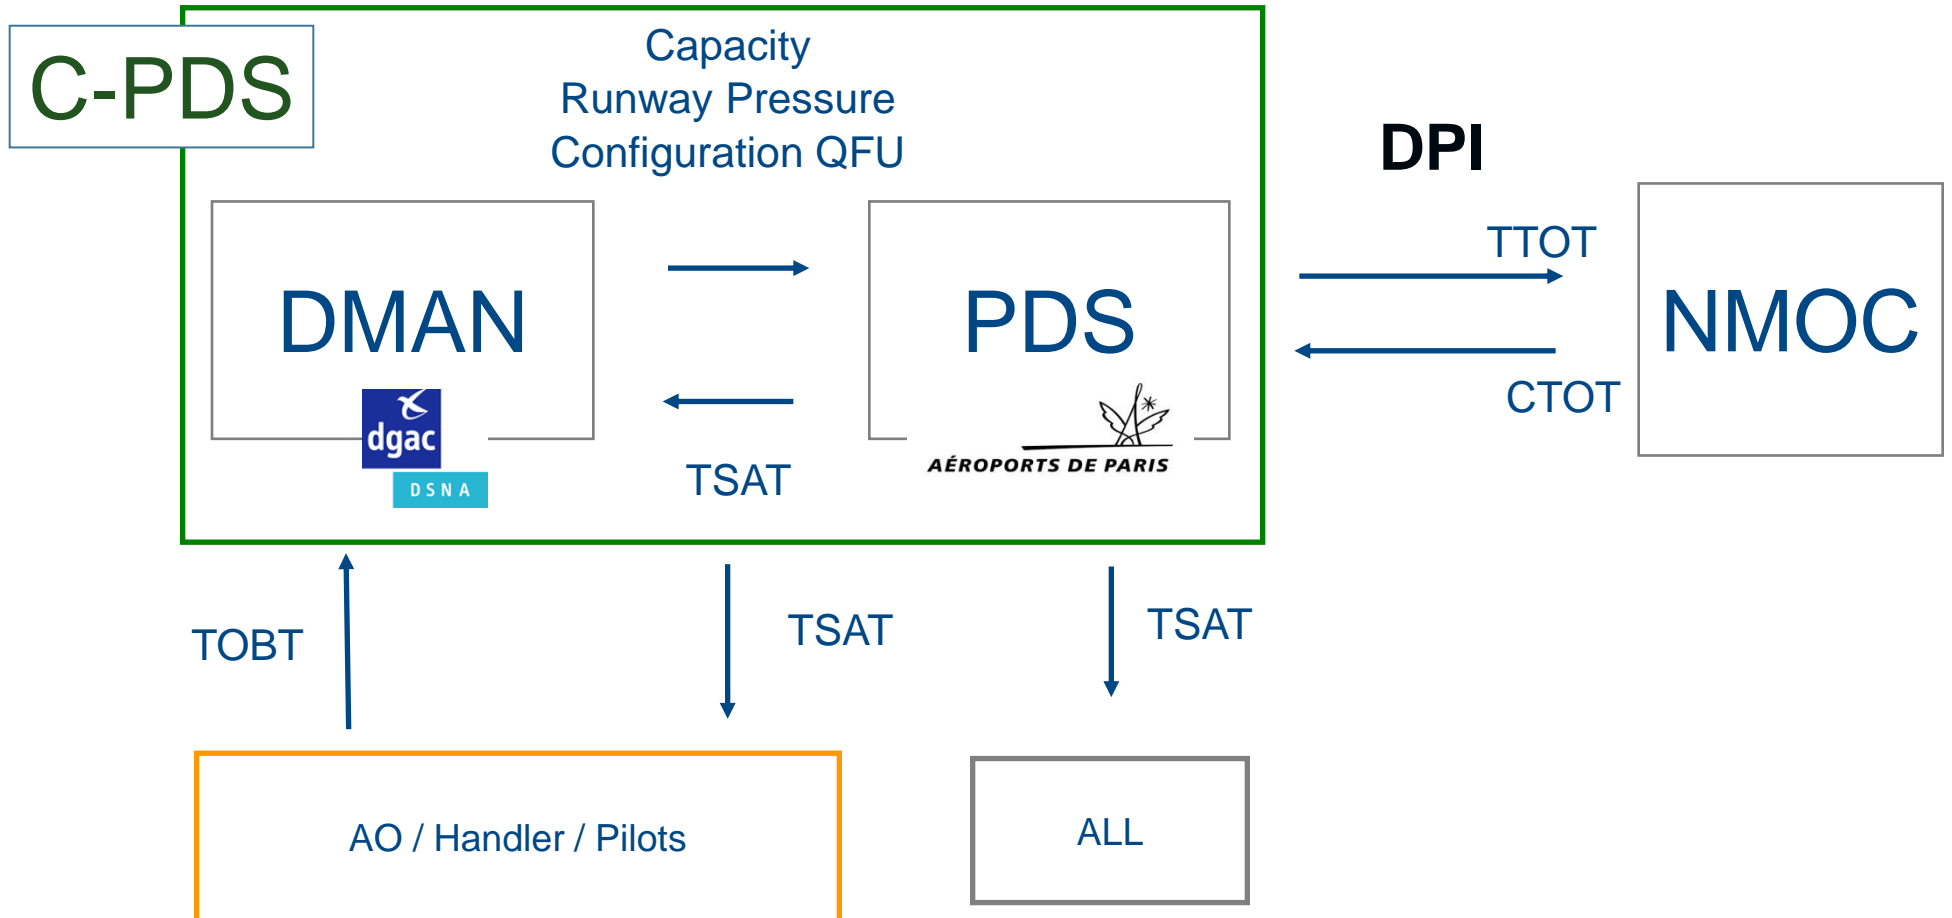 C-PDS
Capacity
Runway Pressure
Configuration QFU
DPI
DMAN
PDS
TTOT
NMOC
CTOT
dgac
DSNA
TSAT
AÉROPORTS DE PARIS
TOBT
TSAT
TSAT
AO / Handler / Pilots
ALL